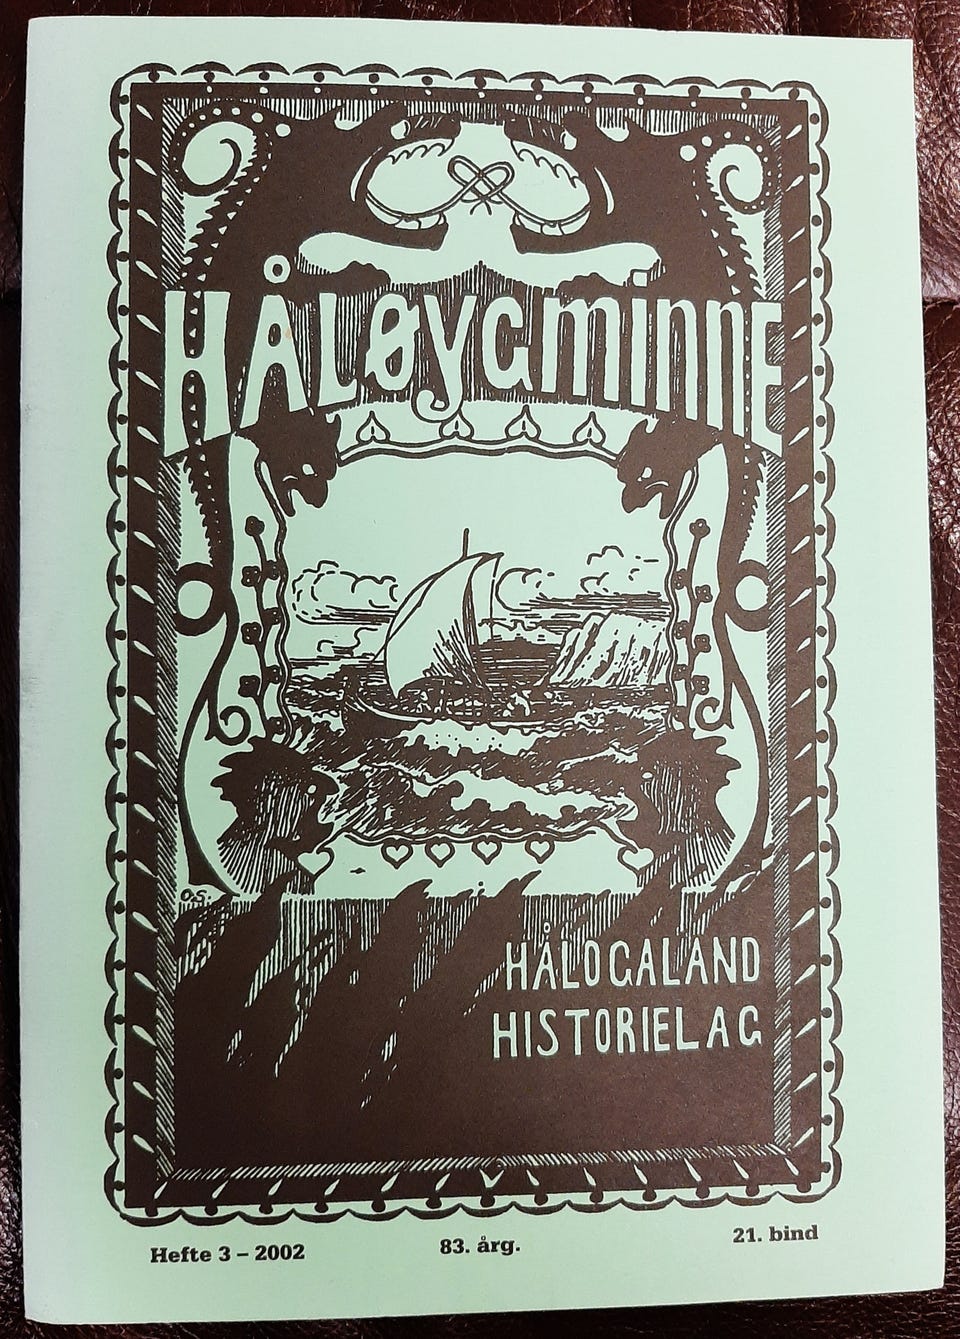 HÅLØYGMINNE
O.S.
HÅLOGALAND
HISTORIELAG
Hefte 3 – 2002 83. årg. 21. bind